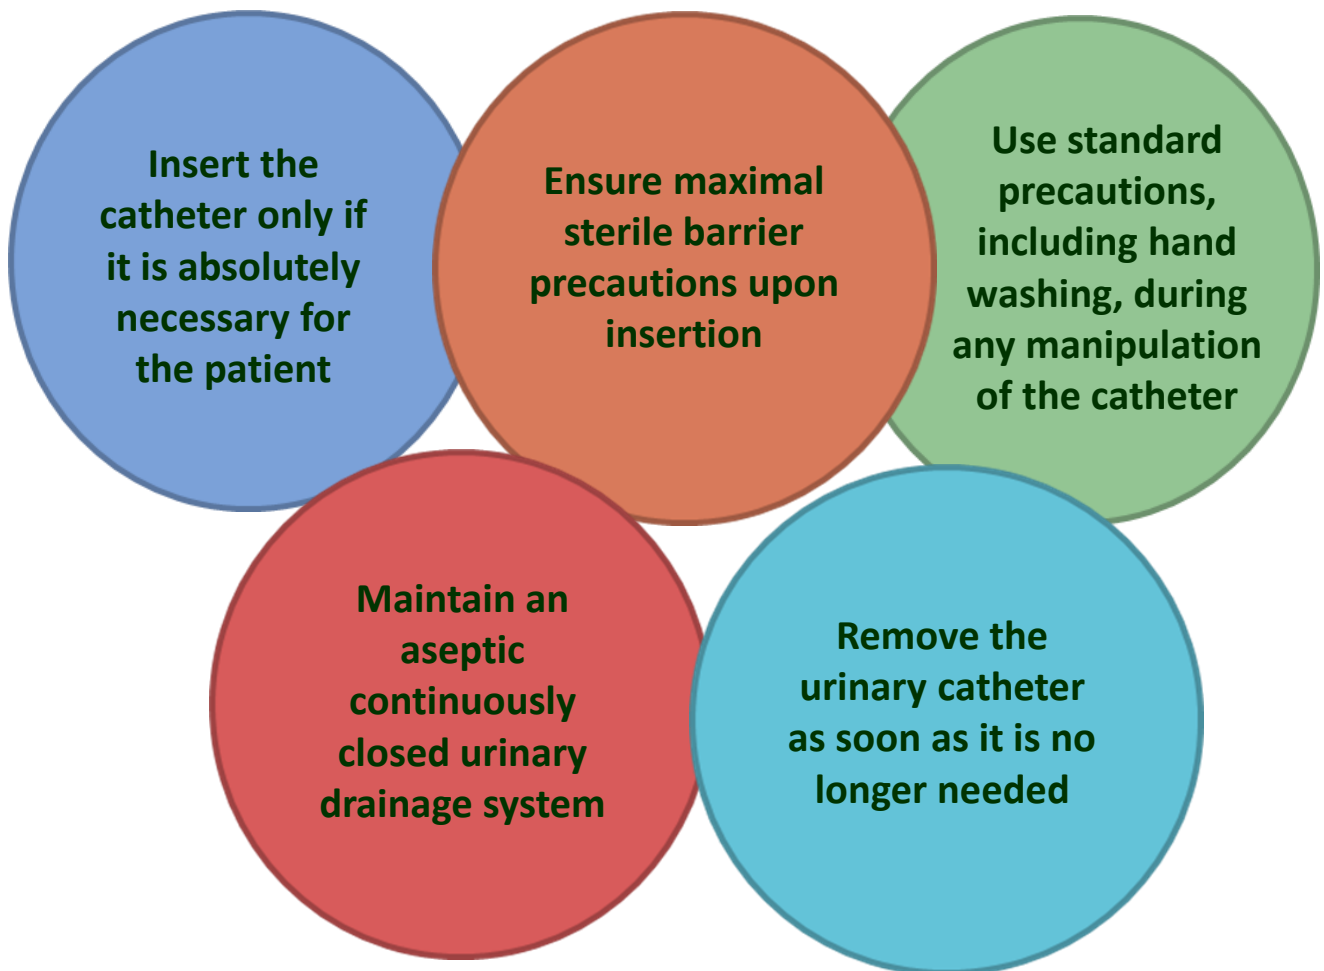 Insert the
catheter only if
it is absolutely
necessary for
the patient
Ensure maximal
sterile barrier
precautions upon
insertion
Use standard
precautions,
including hand
washing, during
any manipulation
of the catheter
Maintain an
aseptic
continuously
closed urinary
drainage system
Remove the
urinary catheter
as soon as it is no
longer needed